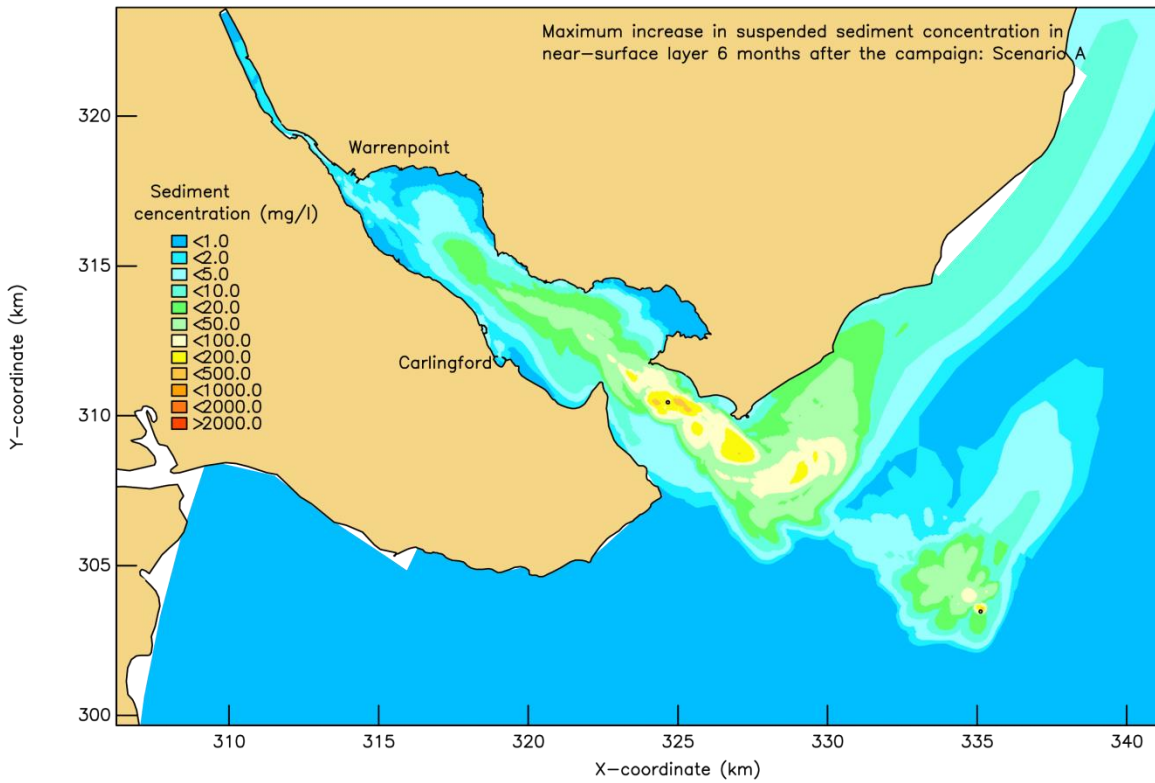 Maximum increase in suspended sediment concentration in
near-surface layer 6 months after the campaign: Scenario A
320
Warrenpoint
Sediment
cencentration (mg/l)
<1.0
<2.0
<5.0
<10.0
<20.0
<50.0
<100.0
<200.0
<500.0
<1000.0
<2000.0
>2000.0
315
Carlingford
310
305
300
Y-coordinate (km)
310 315 320 325 330 335 340
X-coordinate (km)